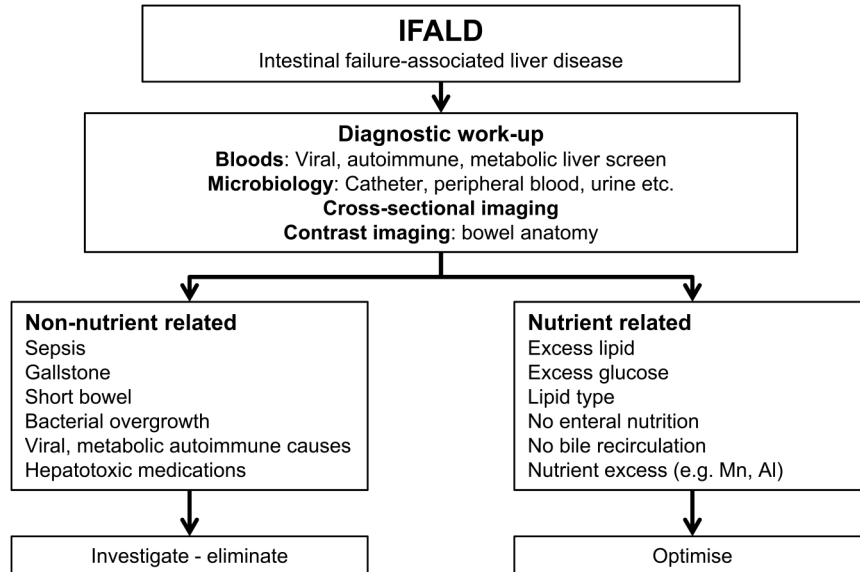 IFALD
Intestinal failure-associated liver disease
Diagnostic work-up
Bloods: Viral, autoimmune, metabolic liver screen
Microbiology: Catheter, peripheral blood, urine etc.
Cross-sectional imaging
Contrast imaging: bowel anatomy
Non-nutrient related
Sepsis
Gallstone
Short bowel
Bacterial overgrowth
Viral, metabolic autoimmune causes
Hepatotoxic medications
Investigate - eliminate
Nutrient related
Excess lipid
Excess glucose
Lipid type
No enteral nutrition
No bile recirculation
Nutrient excess (e.g. Mn, Al)
Optimise